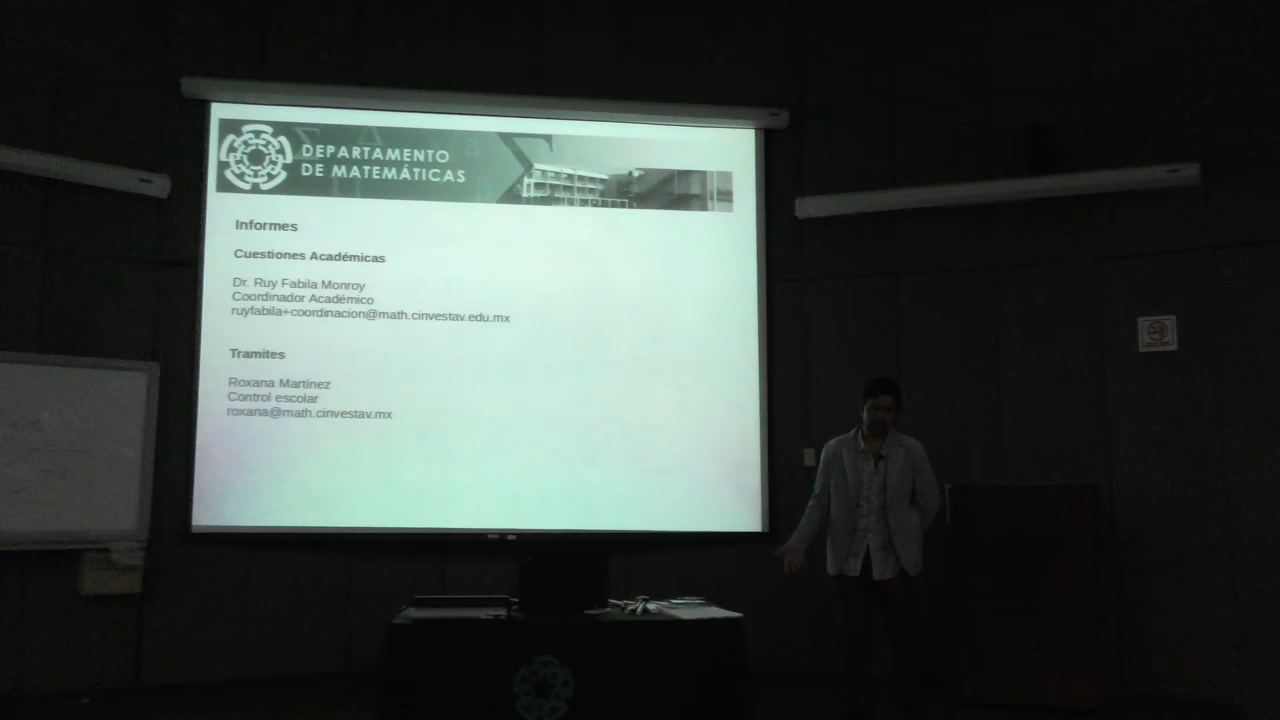 DEPARTAMENTO
DE MATEMÁTICAS
Informes
Cuestiones Académicas
Dr. Ruy Fabila Monroy
Coordinador Académico
ruyfabila+coordinacion@math.cinvestav.edu.mx
Tramites
Roxana Martínez
Control escolar
roxana@math.cinvestav.mx